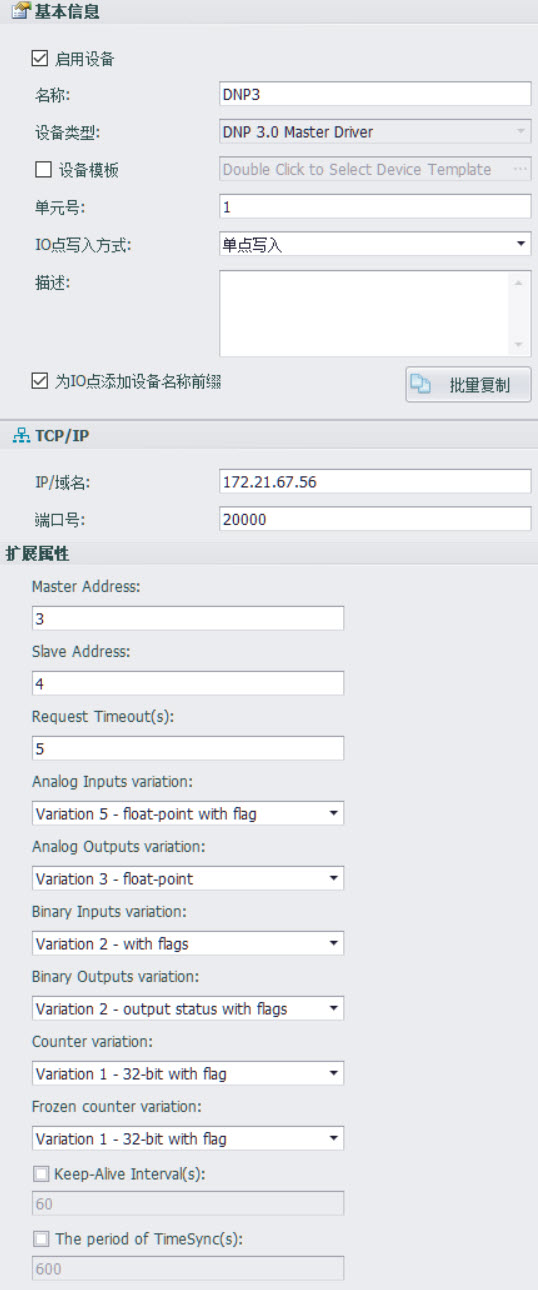 基本信息
启用设备
名称: DNP3
设备类型: DNP 3.0 Master Driver
设备模板 Double Click to Select Device Template ...
单元号: 1
IO点写入方式: 单点写入
描述:
为IO点添加设备名称前缀 批量复制
TCP/IP
IP/域名: 172.21.67.56
端口号: 20000
扩展属性
Master Address:
3
Slave Address:
4
Request Timeout(s):
5
Analog Inputs variation:
Variation 5 - float-point with flag
Analog Outputs variation:
Variation 3 - float-point
Binary Inputs variation:
Variation 2 - with flags
Binary Outputs variation:
Variation 2 - output status with flags
Counter variation:
Variation 1 - 32-bit with flag
Frozen counter variation:
Variation 1 - 32-bit with flag
Keep-Alive Interval(s):
60
The period of TimeSync(s):
600